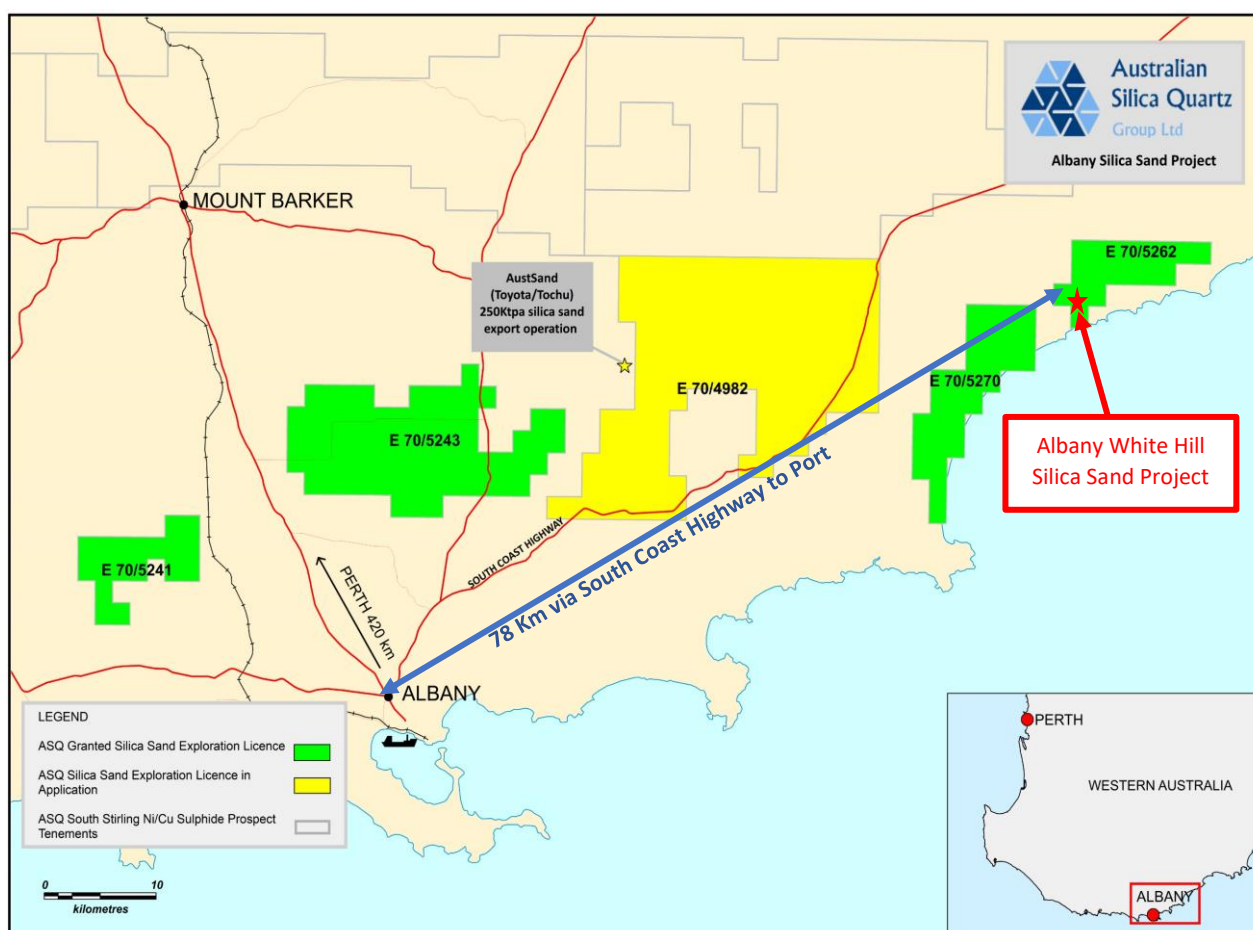 Australian
Silica Quartz
Group Ltd
Albany Silica Sand Project
MOUNT BARKER
AustSand
(Toyota/Tochu)
250Ktpa silica sand
export operation
E 70/5262
E 70/5270
E 70/4982
E 70/5243
E 70/5241
Albany White Hill
Silica Sand Project
78 Km via South Coast Highway to Port
SOUTH COAST HIGHWAY
PERTH 420 km
ALBANY
LEGEND
ASQ Granted Silica Sand Exploration Licence
ASQ Silica Sand Exploration Licence in
Application
ASQ South Stirling Ni/Cu Sulphide Prospect
Tenements
0 10
kilometres
PERTH
WESTERN AUSTRALIA
ALBANY